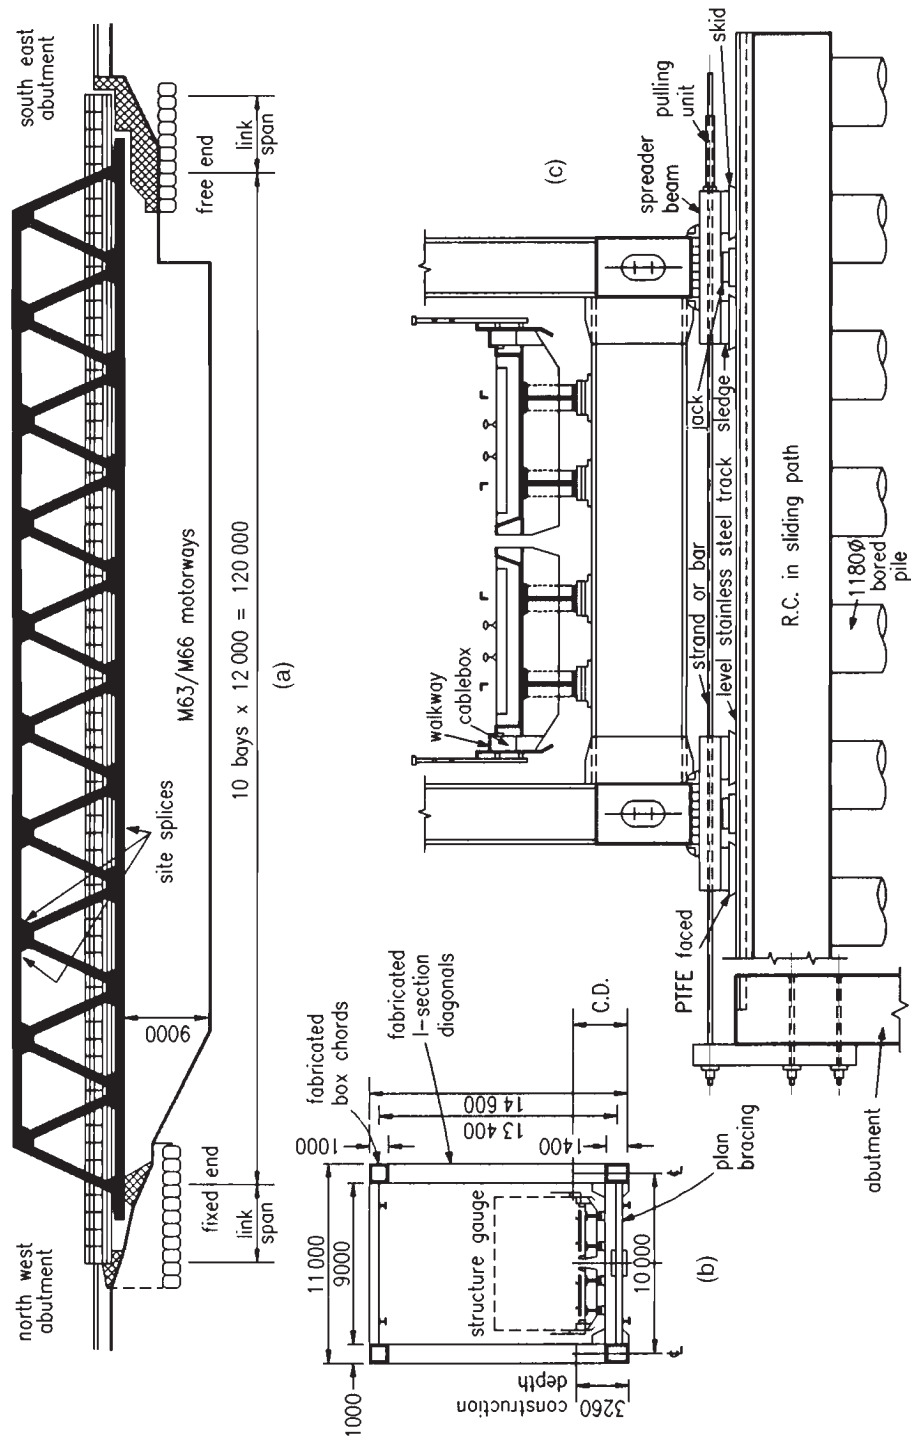 north west
abutment
south east
abutment
site splices
9000
M63/M66 motorways
fixed end
free end
link
span
link
span
10 bays x 12 000 = 120 000
(a)
11 000
9000
1000
fabricated
box chords
fabricated
I-section
diagonals
1000
14 600
13 400
1400
C.D.
structure gauge
3260 construction
depth
10 000
plan
bracing
(b)
walkway
cablebox
(c)
spreader
beam
pulling
unit
skid
jack
sledge
strand or bar
level stainless steel track
PTFE faced
R.C. in sliding path
1180Ø
bored
pile
abutment